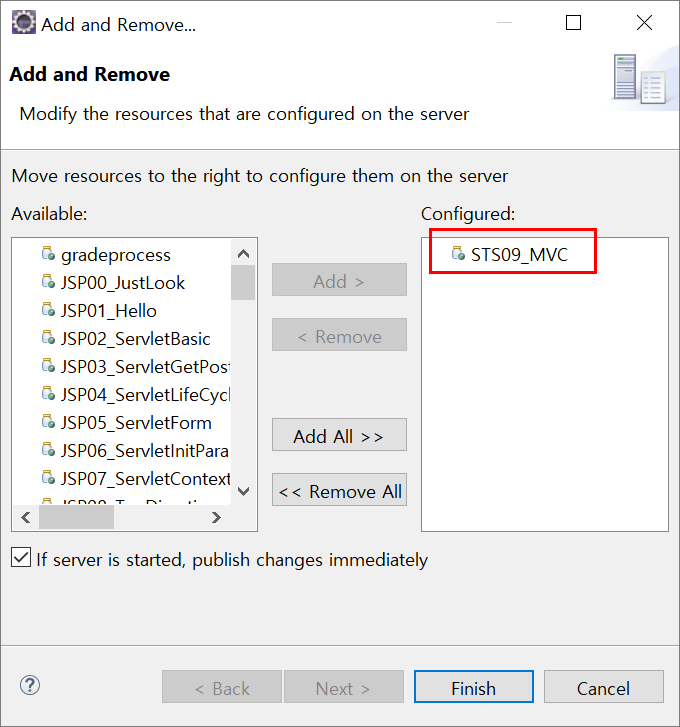 Add and Remove...
Add and Remove
Modify the resources that are configured on the server
Move resources to the right to configure them on the server
Available:
gradeprocess
JSP00_JustLook
JSP01_Hello
JSP02_ServletBasic
JSP03_ServletGetPost
JSP04_ServletLifeCycl
JSP05_ServletForm
JSP06_ServletInitPara
JSP07_ServletContext
Add >
< Remove
Add All >>
<< Remove All
Configured:
STS09_MVC
If server is started, publish changes immediately
?
< Back
Next >
Finish
Cancel